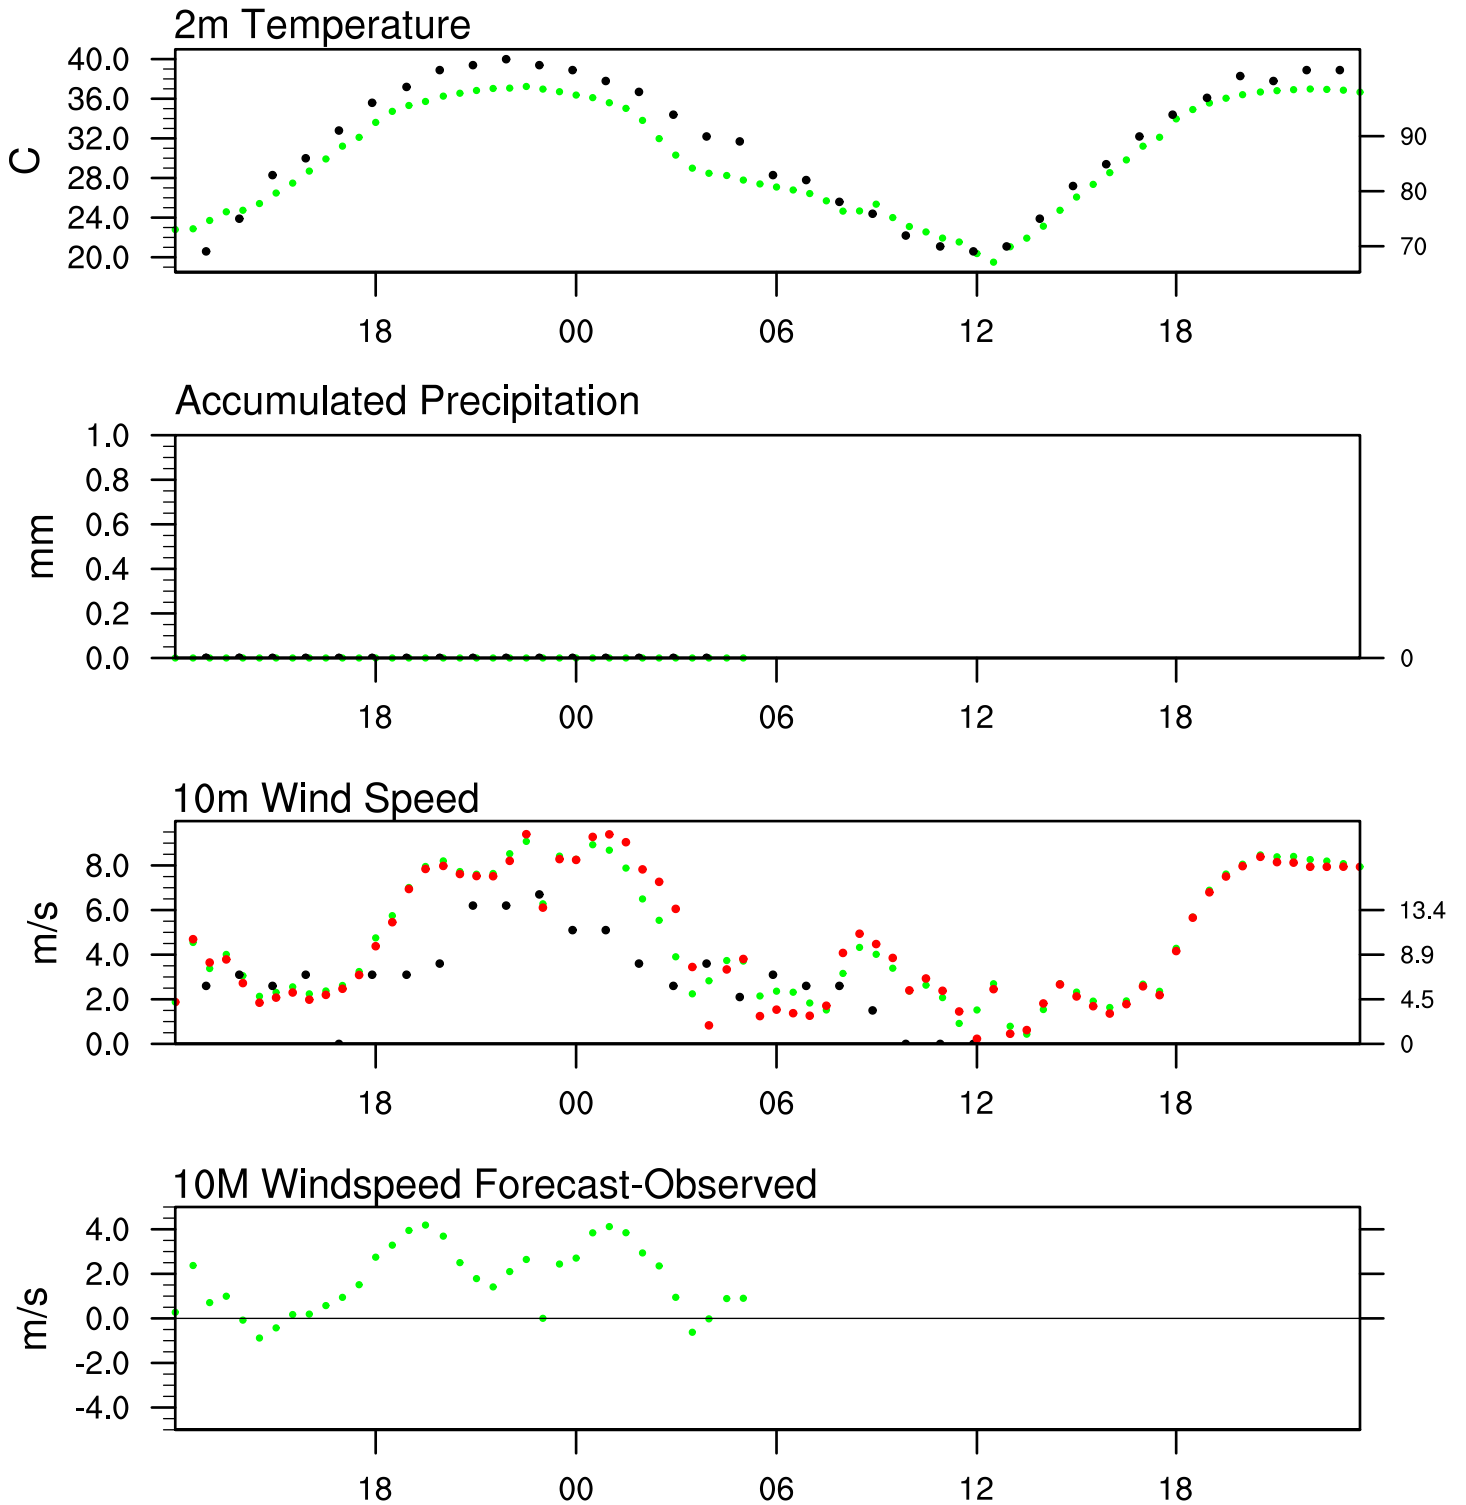 2m Temperature
40.0
36.0
32.0
28.0
24.0
20.0
C
90
80
70
18 00 06 12 18
Accumulated Precipitation
1.0
0.8
0.6
0.4
0.2
0.0
mm
0
18 00 06 12 18
10m Wind Speed
8.0
6.0
4.0
2.0
0.0
m/s
13.4
8.9
4.5
0
18 00 06 12 18
10M Windspeed Forecast-Observed
4.0
2.0
0.0
-2.0
-4.0
m/s
18 00 06 12 18